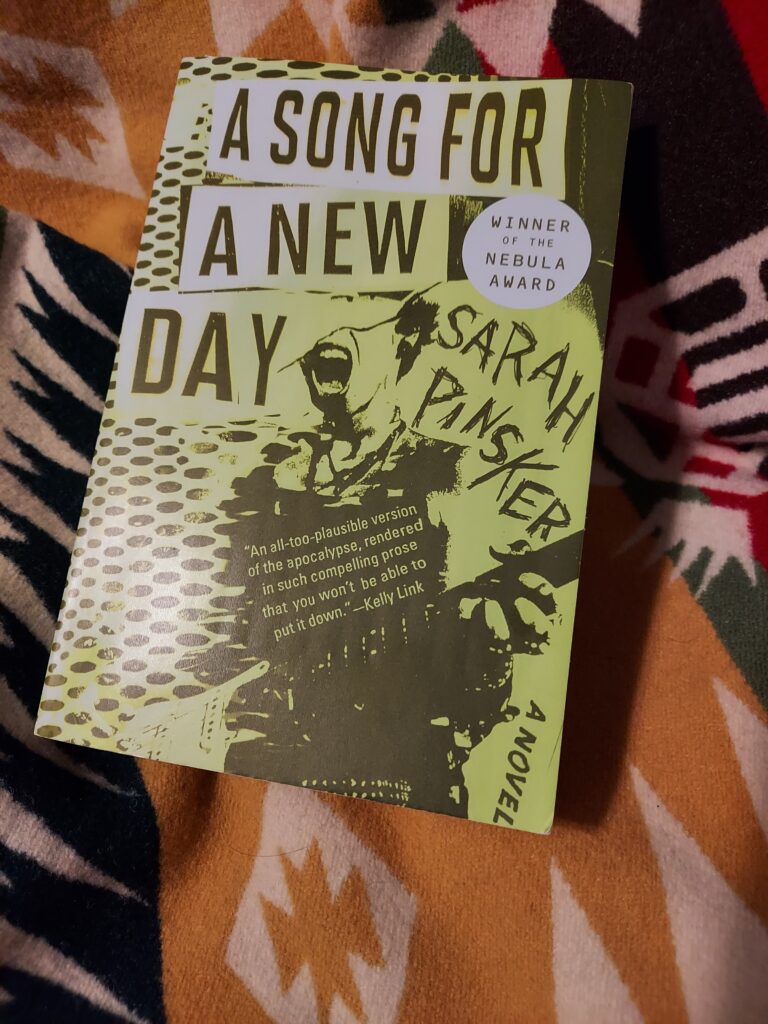 A SONG FOR
A NEW
DAY
WINNER
OF THE
NEBULA
AWARD
SARAH
PINSKER
“An all-too-plausible version
of the apocalypse, rendered
in such compelling prose
that you won’t be able to
put it down.”—Kelly Link
A NOVEL